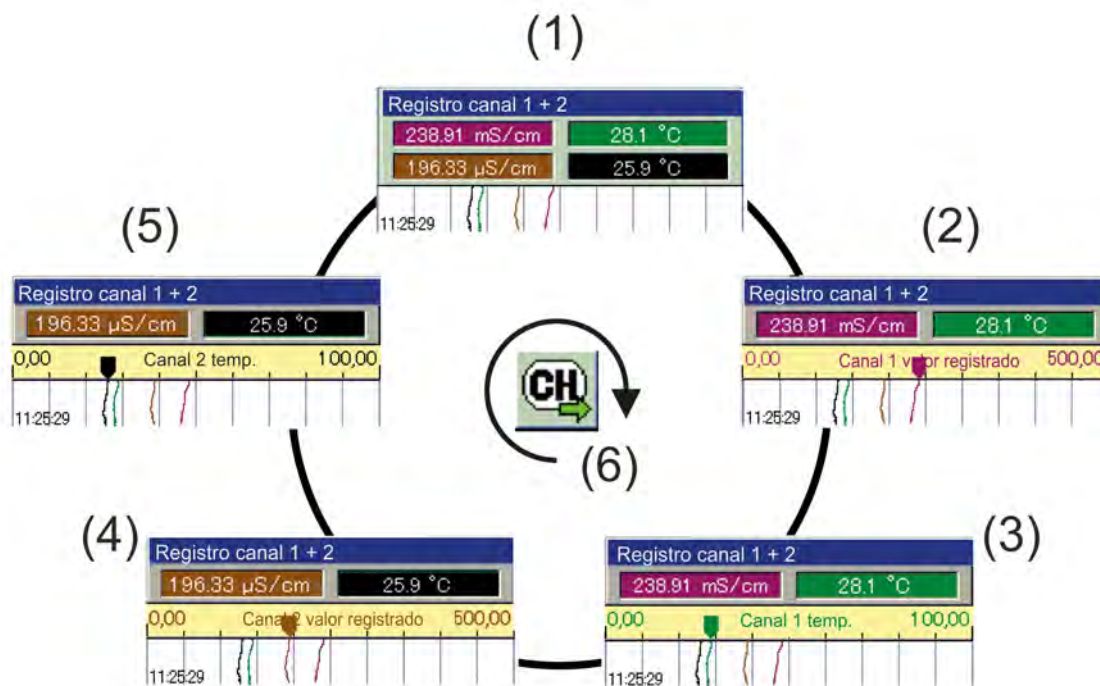 (1)
Registro canal 1 + 2
238.91 mS/cm 28.1 °C
196.33 µS/cm 25.9 °C
11:25:29
(2)
Registro canal 1 + 2
238.91 mS/cm 28.1 °C
0,00 Canal 1 valor registrado 500,00
11:25:29
(3)
Registro canal 1 + 2
238.91 mS/cm 28.1 °C
0,00 Canal 1 temp. 100,00
11:25:29
(4)
Registro canal 1 + 2
196.33 µS/cm 25.9 °C
0,00 Canal 2 valor registrado 500,00
11:25:29
(5)
Registro canal 1 + 2
196.33 µS/cm 25.9 °C
0,00 Canal 2 temp. 100,00
11:25:29
CH
(6)